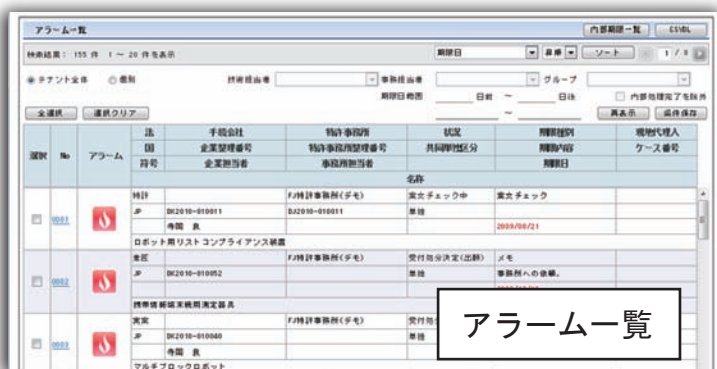 アラーム一覧
内部期限一覧 CSVDL
検索結果: 155 件 1 ～ 20 件を表示
期限日 昇順 ソート 1 / 8
テナント全体 個別 技術担当者 事務担当者 グループ
期限日範囲 日前 ～ 日後 内部処理完了を除外
全選択 選択クリア ～ 再表示 条件保存
選択 No アラーム 法 手続会社 特許事務所 状況 期限種別 現地代理人
国 企業整理番号 特許事務所整理番号 共同単独区分 期限内容 ケース番号
符号 企業担当者 事務所担当者 期限日
名称
特許 FJ特許事務所(デモ) 案文チェック中 案文チェック
0001 JP DK2010-010011 DJ2010-010011 単独
寺岡 良 2009/08/21
ロボット用リストコンプライアンス装置
意匠 FJ特許事務所(デモ) 受付処分決定(出願) メモ
0002 JP DK2010-010052 単独 事務所への依頼。
携帯情報端末機用測定器具
実案 FJ特許事務所(デモ)
0003 JP DK2010-010040 単独
寺岡 良
マルチブロックロボット
アラーム一覧